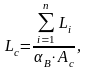 L_c = \frac{\sum_{i=1}^{n} L_i}{\alpha_B \cdot A_c},